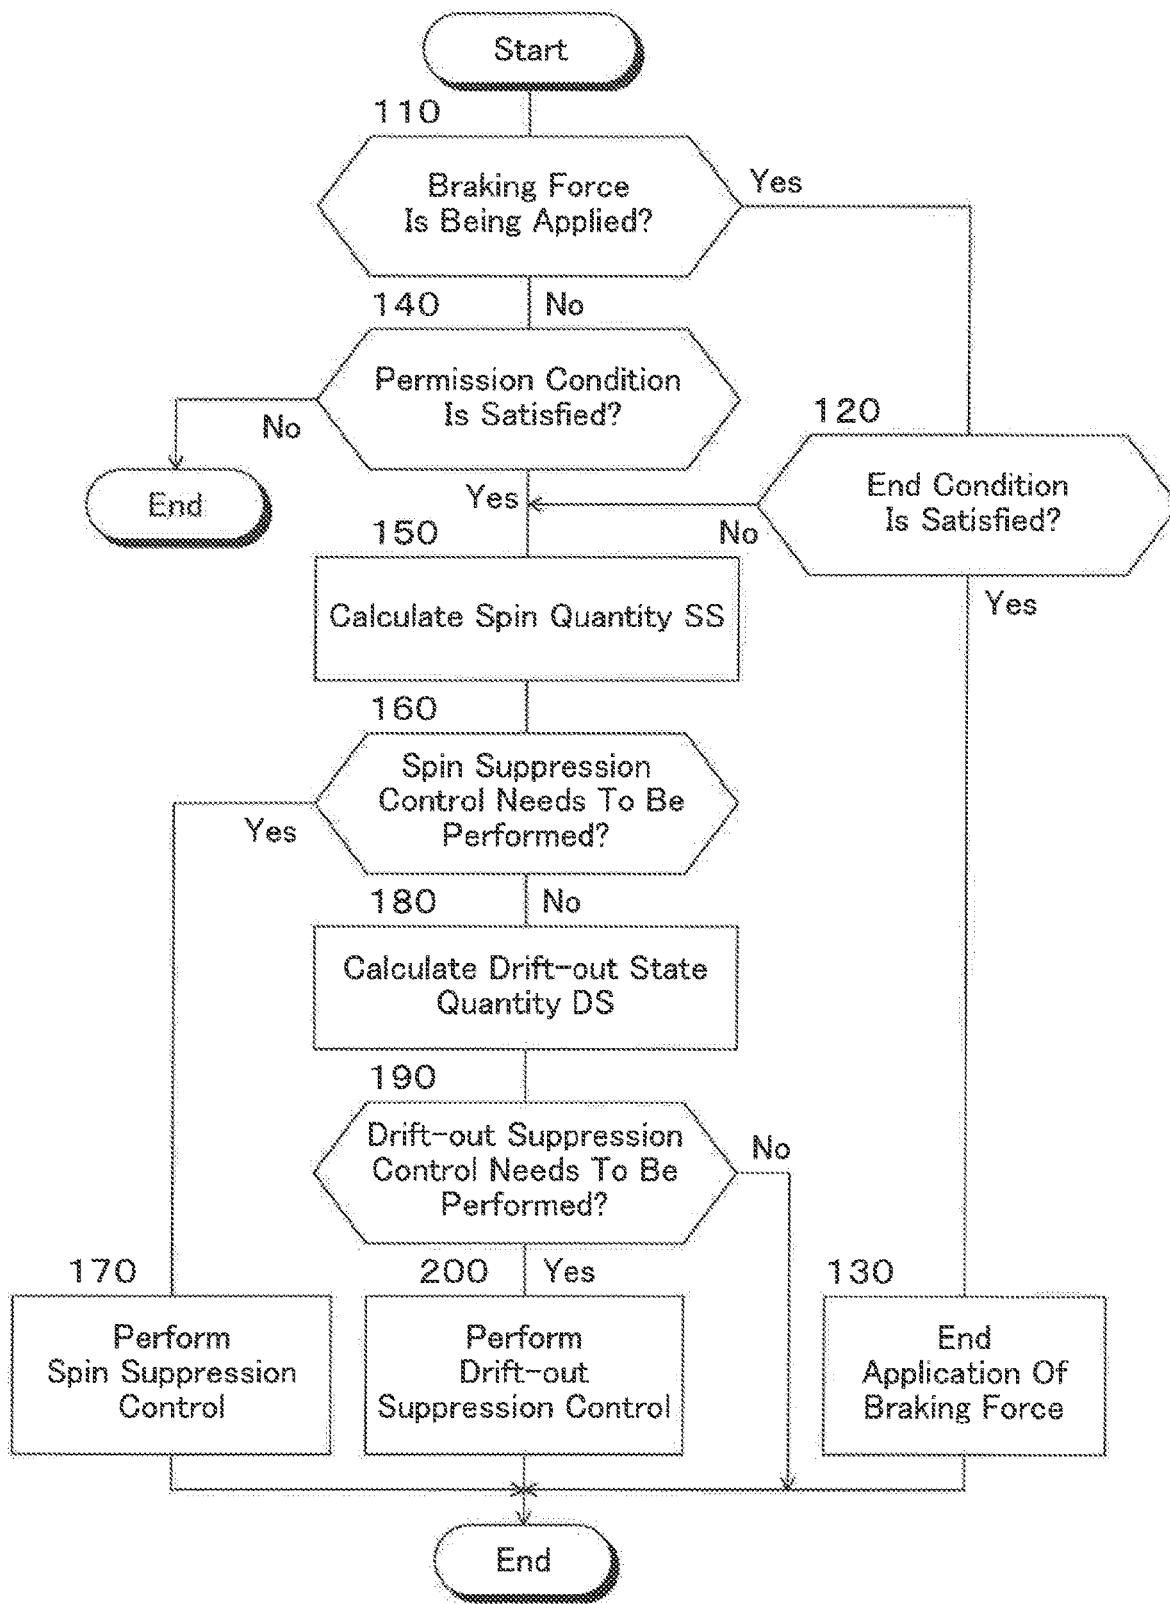 Start
110
Braking Force
Is Being Applied?
Yes
No
140
Permission Condition
Is Satisfied?
No
End
Yes
120
End Condition
Is Satisfied?
No
Yes
150
Calculate Spin Quantity SS
160
Spin Suppression
Control Needs To Be
Performed?
Yes
No
180
Calculate Drift-out State
Quantity DS
190
Drift-out Suppression
Control Needs To Be
Performed?
No
Yes
170
Perform
Spin Suppression
Control
200
Perform
Drift-out
Suppression Control
130
End
Application Of
Braking Force
End